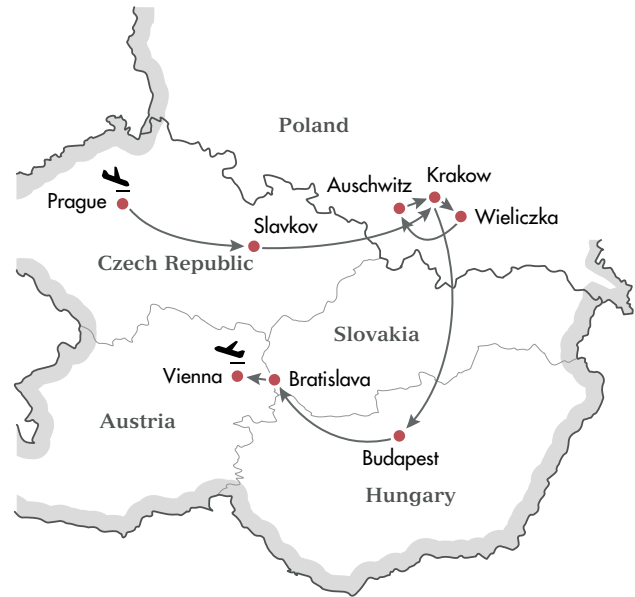 Poland
Krakow
Auschwitz
Prague
Wieliczka
Slavkov
Czech Republic
Slovakia
Vienna
Bratislava
Austria
Budapest
Hungary